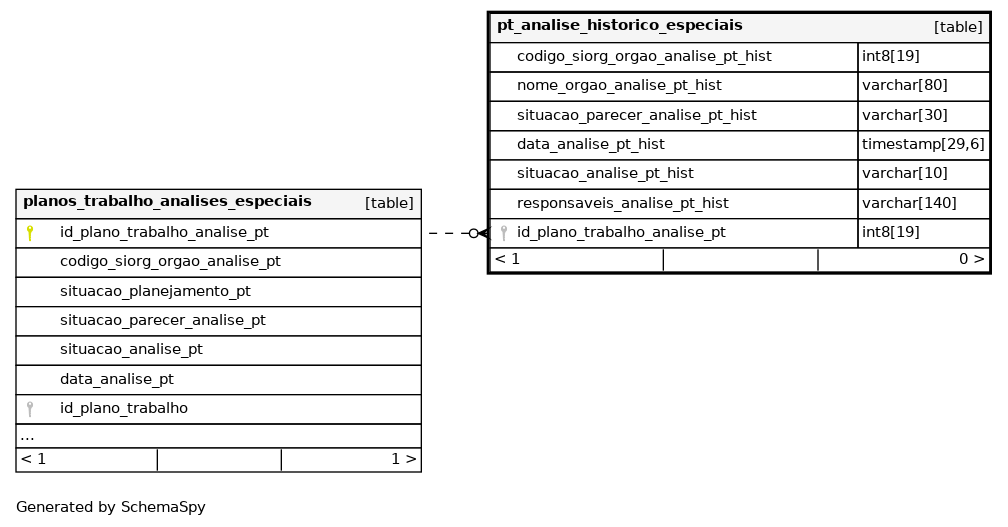 pt_analise_historico_especiais [table]
codigo_siorg_orgao_analise_pt_hist int8[19]
nome_orgao_analise_pt_hist varchar[80]
situacao_parecer_analise_pt_hist varchar[30]
data_analise_pt_hist timestamp[29,6]
situacao_analise_pt_hist varchar[10]
responsaveis_analise_pt_hist varchar[140]
id_plano_trabalho_analise_pt int8[19]
< 1 0 >
planos_trabalho_analises_especiais [table]
id_plano_trabalho_analise_pt
codigo_siorg_orgao_analise_pt
situacao_planejamento_pt
situacao_parecer_analise_pt
situacao_analise_pt
data_analise_pt
id_plano_trabalho
...
< 1 1 >
Generated by SchemaSpy